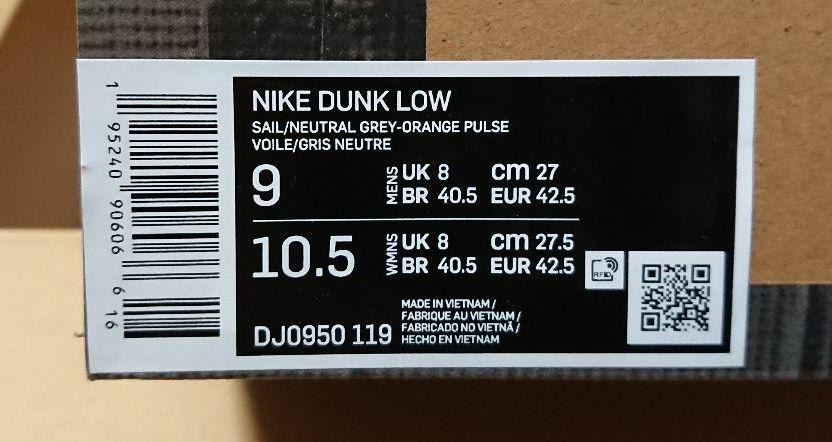 1 95240 90606 6 16
NIKE DUNK LOW
SAIL/NEUTRAL GREY-ORANGE PULSE
VOILE/GRIS NEUTRE
9 MENS UK 8 cm 27
BR 40.5 EUR 42.5
10.5 WMNS UK 8 cm 27.5
BR 40.5 EUR 42.5
RFID
DJ0950 119
MADE IN VIETNAM /
FABRIQUE AU VIETNAM /
FABRICADO NO VIETNÃ /
HECHO EN VIETNAM